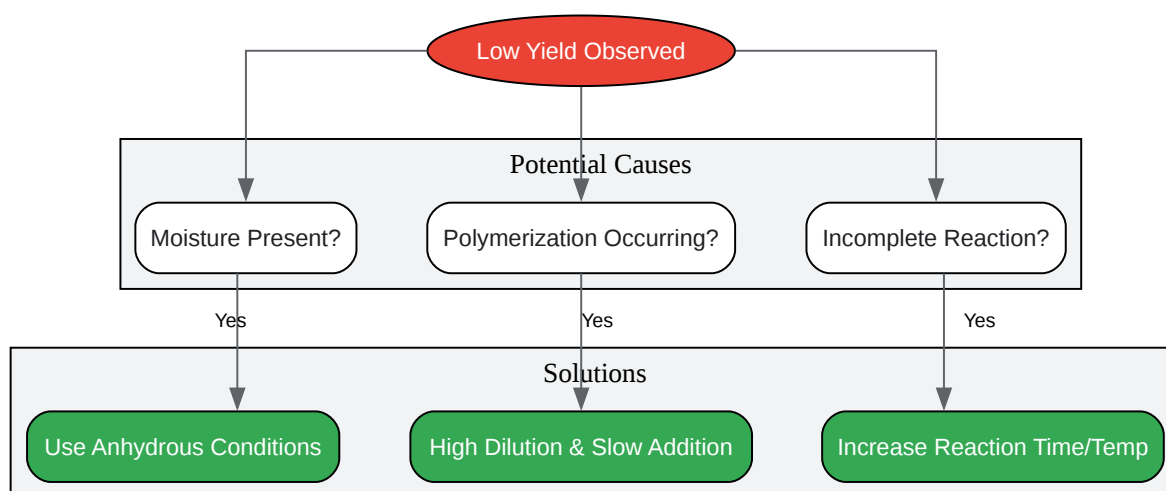 Low Yield Observed
Potential Causes
Moisture Present?
Polymerization Occurring?
Incomplete Reaction?
Yes
Yes
Yes
Solutions
Use Anhydrous Conditions
High Dilution & Slow Addition
Increase Reaction Time/Temp